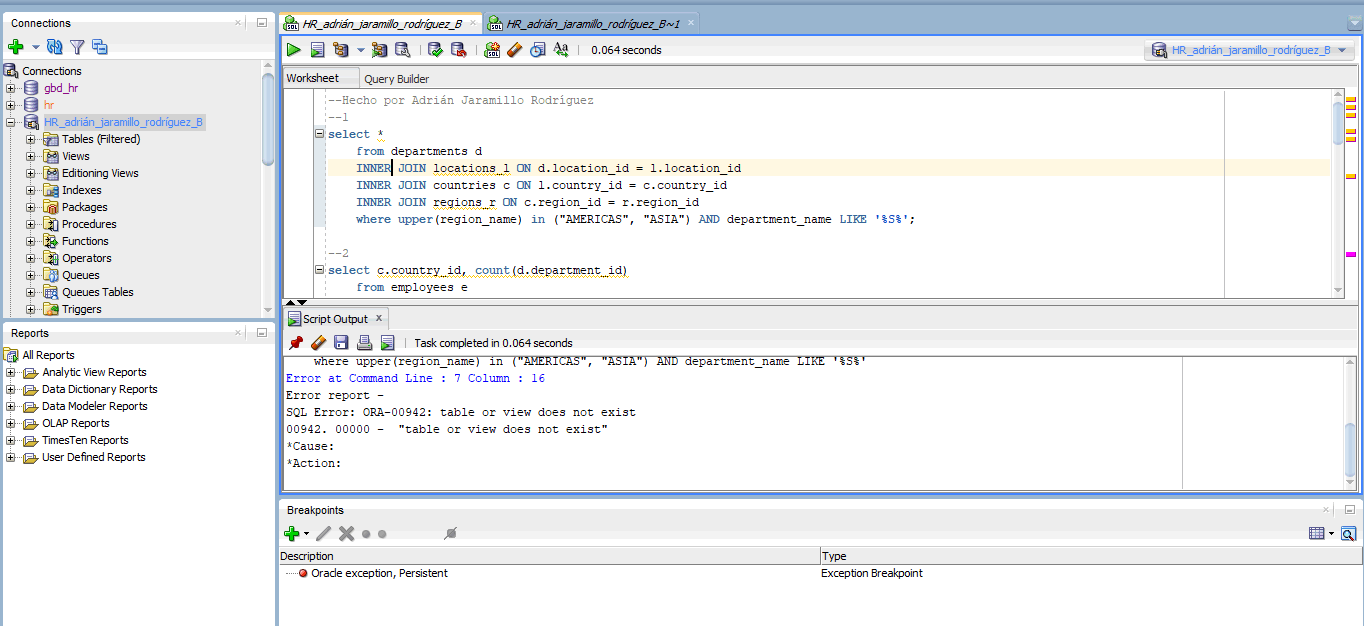 Connections
HR_adrián_jaramillo_rodríguez_B
HR_adrián_jaramillo_rodríguez_B~1
0.064 seconds
HR_adrián_jaramillo_rodríguez_B
Worksheet
Query Builder
Connections
gbd_hr
hr
HR_adrián_jaramillo_rodríguez_B
Tables (Filtered)
Views
Editioning Views
Indexes
Packages
Procedures
Functions
Operators
Queues
Queues Tables
Triggers
--Hecho por Adrián Jaramillo Rodríguez
--1
select *
from departments d
INNER JOIN locations l ON d.location_id = l.location_id
INNER JOIN countries c ON l.country_id = c.country_id
INNER JOIN regions r ON c.region_id = r.region_id
where upper(region_name) in ("AMERICAS", "ASIA") AND department_name LIKE '%S%';
--2
select c.country_id, count(d.department_id)
from employees e
Reports
All Reports
Analytic View Reports
Data Dictionary Reports
Data Modeler Reports
OLAP Reports
TimesTen Reports
User Defined Reports
Script Output x
Task completed in 0.064 seconds
where upper(region_name) in ("AMERICAS", "ASIA") AND department_name LIKE '%S%'
Error at Command Line : 7 Column : 16
Error report -
SQL Error: ORA-00942: table or view does not exist
00942. 00000 -  "table or view does not exist"
*Cause:
*Action:
Breakpoints
Description
Type
Oracle exception, Persistent
Exception Breakpoint